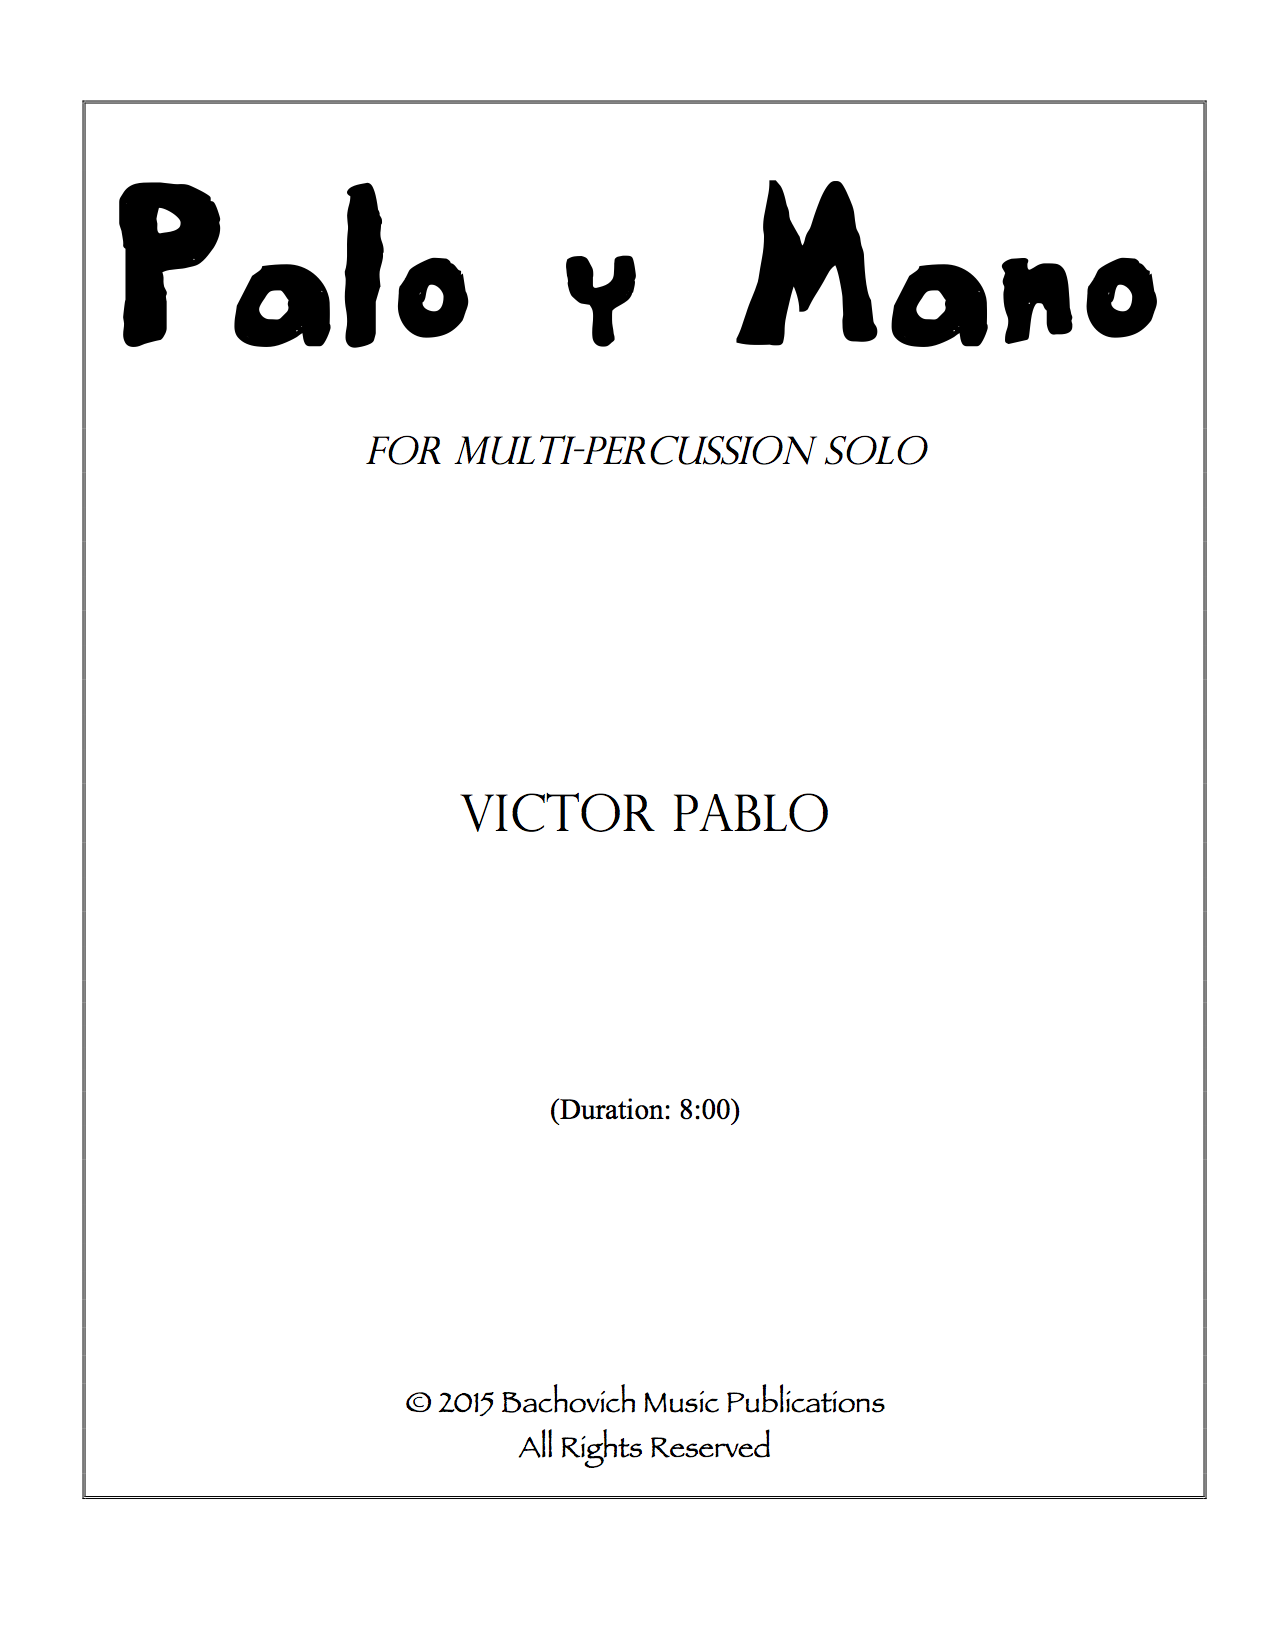 Palo y Mano
FOR MULTI-PERCUSSION SOLO
VICTOR PABLO
(Duration: 8:00)
© 2015 Bachovich Music Publications
All Rights Reserved